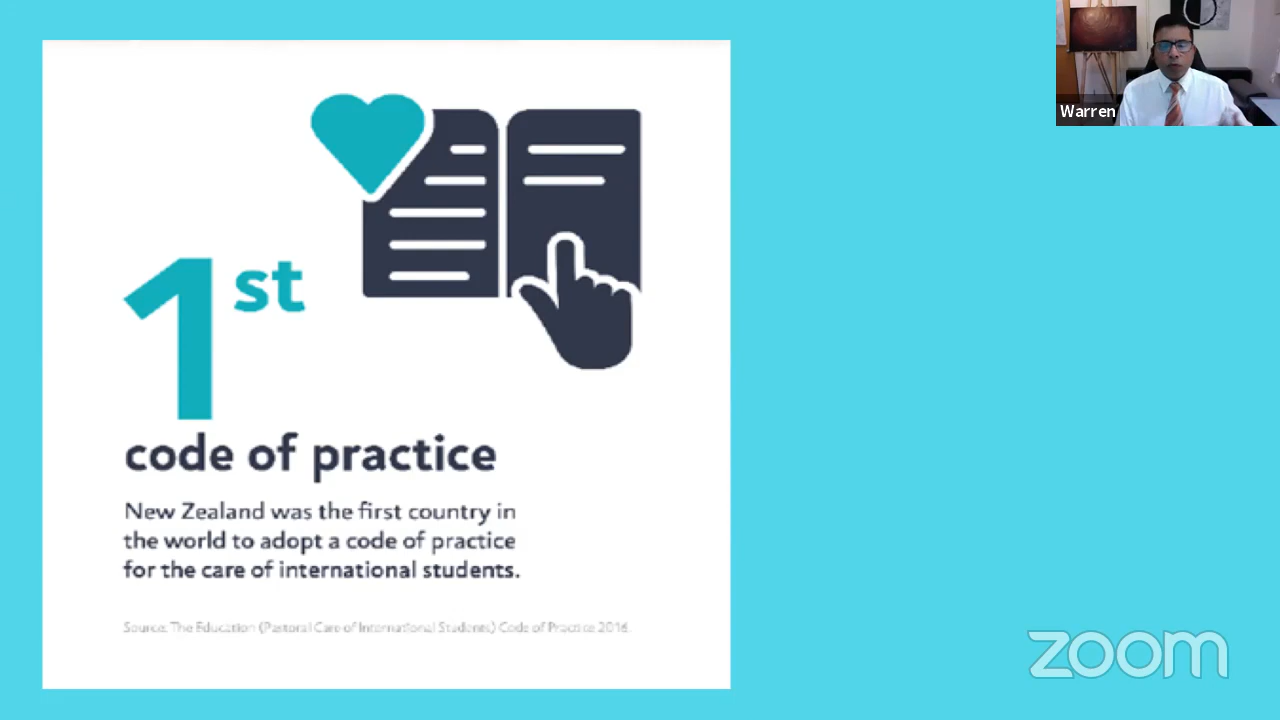 Warren
1st
code of practice
New Zealand was the first country in
the world to adopt a code of practice
for the care of international students.
Source: The Education (Pastoral Care of International Students) Code of Practice 2016.
zoom